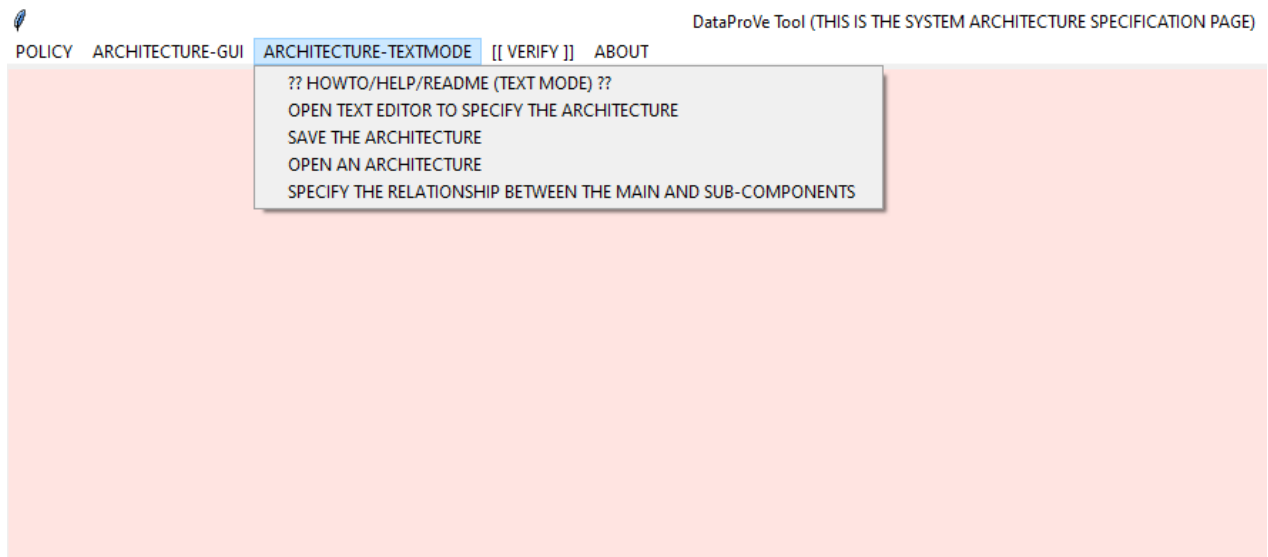 DataProVe Tool (THIS IS THE SYSTEM ARCHITECTURE SPECIFICATION PAGE)
POLICY ARCHITECTURE-GUI ARCHITECTURE-TEXTMODE [[ VERIFY ]] ABOUT
?? HOWTO/HELP/README (TEXT MODE) ??
OPEN TEXT EDITOR TO SPECIFY THE ARCHITECTURE
SAVE THE ARCHITECTURE
OPEN AN ARCHITECTURE
SPECIFY THE RELATIONSHIP BETWEEN THE MAIN AND SUB-COMPONENTS